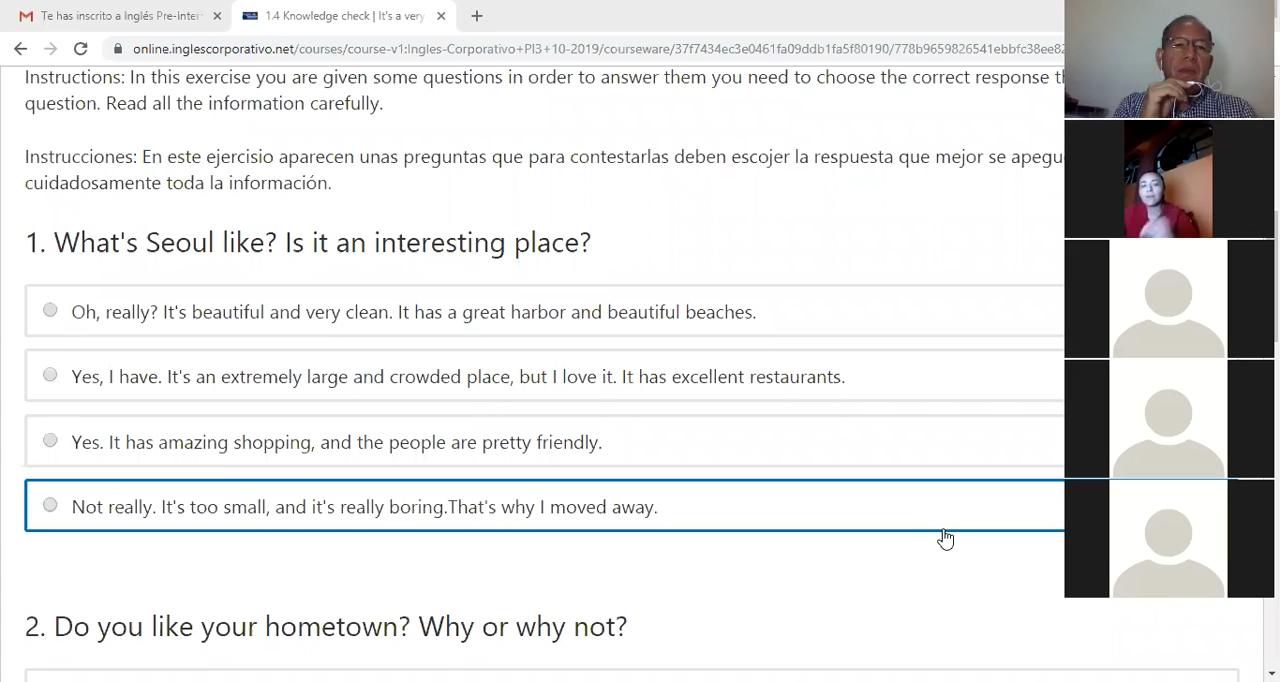 Te has inscrito a Inglés Pre-Inter
1.4 Knowledge check | It's a very
online.inglescorporativo.net/courses/course-v1:Ingles-Corporativo+PI3+10-2019/courseware/37f7434ec3e0461fa09ddb1fa5f80190/778b9659826541ebbfc38ee82
Instructions: In this exercise you are given some questions in order to answer them you need to choose the correct response th
question. Read all the information carefully.
Instrucciones: En este ejercisio aparecen unas preguntas que para contestarlas deben escojer la respuesta que mejor se apegue
cuidadosamente toda la información.
1. What's Seoul like? Is it an interesting place?
Oh, really? It's beautiful and very clean. It has a great harbor and beautiful beaches.
Yes, I have. It's an extremely large and crowded place, but I love it. It has excellent restaurants.
Yes. It has amazing shopping, and the people are pretty friendly.
Not really. It's too small, and it's really boring.That's why I moved away.
2. Do you like your hometown? Why or why not?